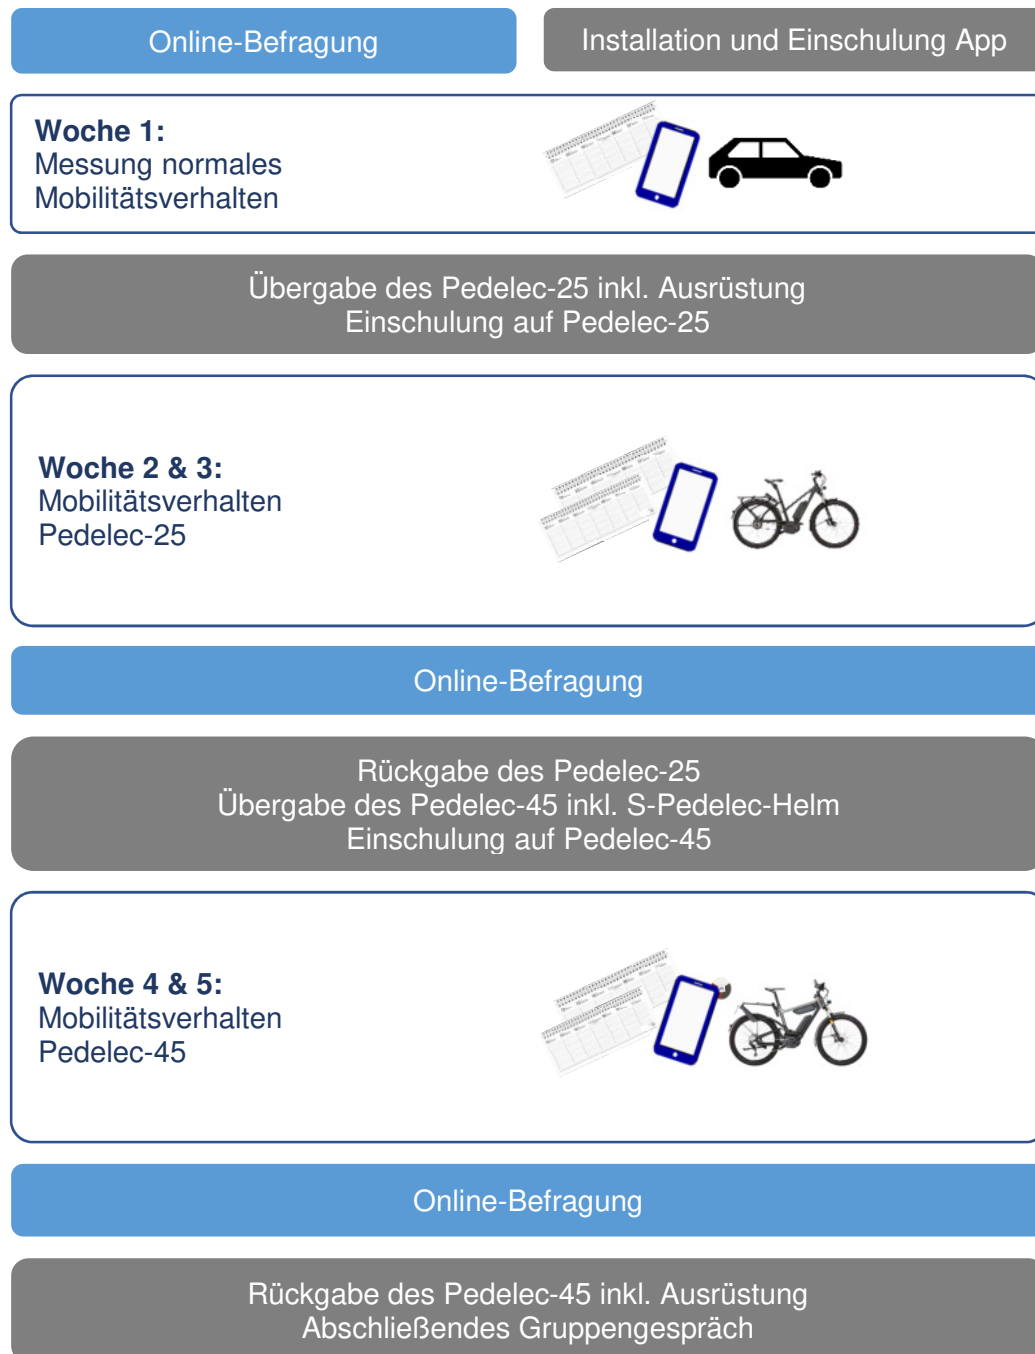 Online-Befragung
Installation und Einschulung App
Woche 1:
Messung normales
Mobilitätsverhalten
Übergabe des Pedelec-25 inkl. Ausrüstung
Einschulung auf Pedelec-25
Woche 2 & 3:
Mobilitätsverhalten
Pedelec-25
Online-Befragung
Rückgabe des Pedelec-25
Übergabe des Pedelec-45 inkl. S-Pedelec-Helm
Einschulung auf Pedelec-45
Woche 4 & 5:
Mobilitätsverhalten
Pedelec-45
Online-Befragung
Rückgabe des Pedelec-45 inkl. Ausrüstung
Abschließendes Gruppengespräch